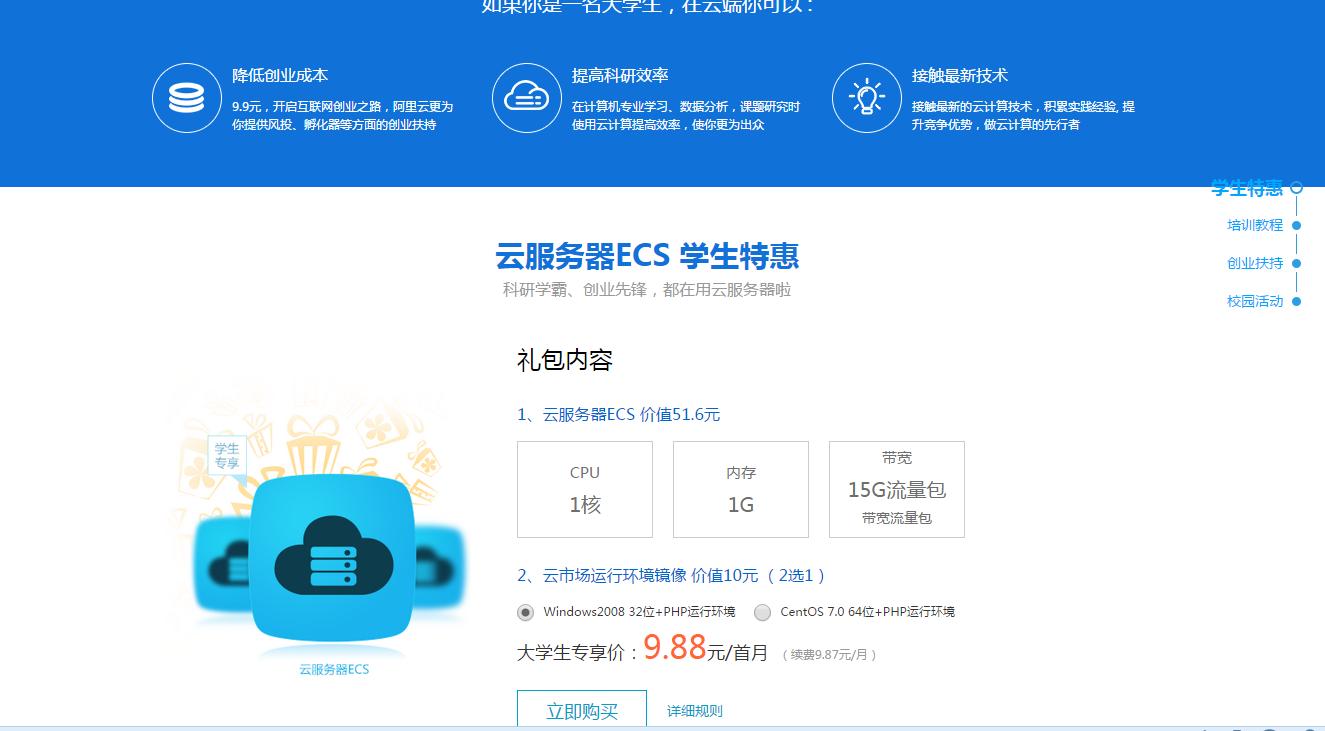 如果你是一名大学生，在云端你可以：
降低创业成本
9.9元，开启互联网创业之路，阿里云更为
你提供风投、孵化器等方面的创业扶持
提高科研效率
在计算机专业学习、数据分析，课题研究时
使用云计算提高效率，使你更为出众
接触最新技术
接触最新的云计算技术，积累实践经验, 提
升竞争优势，做云计算的先行者
学生特惠
培训教程
创业扶持
校园活动
云服务器ECS 学生特惠
科研学霸、创业先锋，都在用云服务器啦
礼包内容
1、云服务器ECS 价值51.6元
CPU
1核
内存
1G
带宽
15G流量包
带宽流量包
学生
专享
云服务器ECS
2、云市场运行环境镜像 价值10元（2选1）
Windows2008 32位+PHP运行环境
CentOS 7.0 64位+PHP运行环境
大学生专享价：9.88元/首月 （续费9.87元/月）
立即购买
详细规则